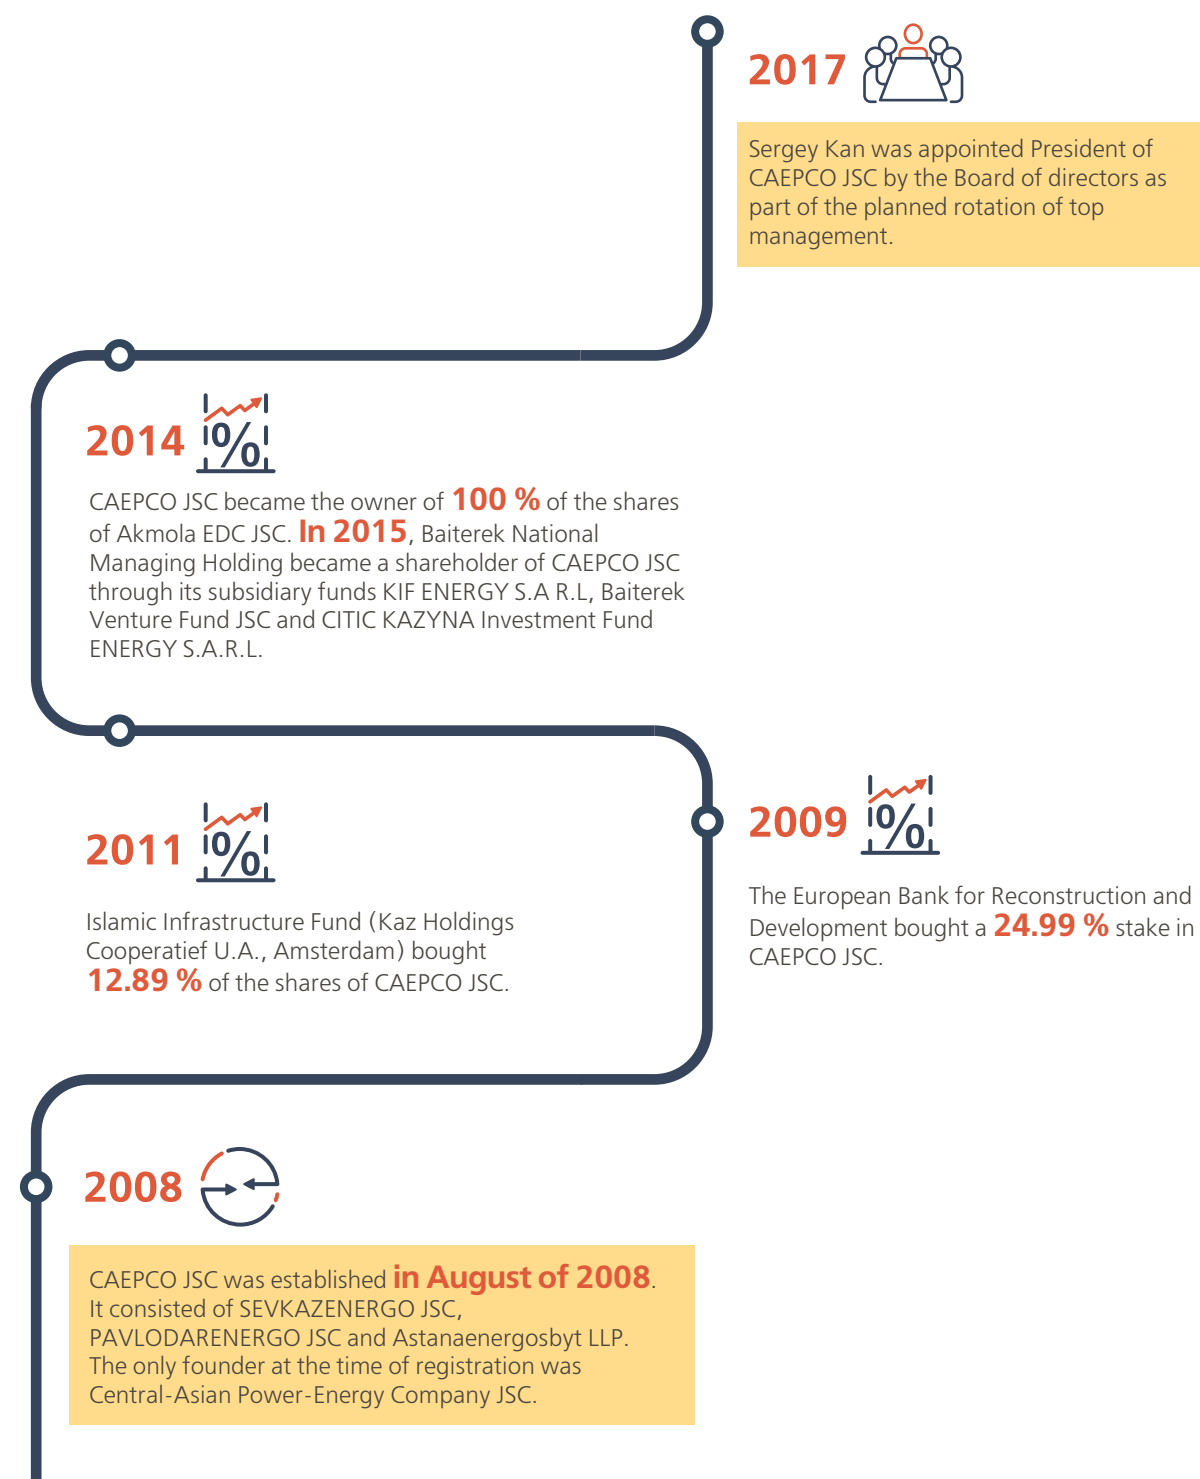 2017
Sergey Kan was appointed President of
CAEPCO JSC by the Board of directors as
part of the planned rotation of top
management.
2014
%
CAEPCO JSC became the owner of 100 % of the shares
of Akmola EDC JSC. In 2015, Baiterek National
Managing Holding became a shareholder of CAEPCO JSC
through its subsidiary funds KIF ENERGY S.A R.L, Baiterek
Venture Fund JSC and CITIC KAZYNA Investment Fund
ENERGY S.A.R.L.
2011
%
Islamic Infrastructure Fund (Kaz Holdings
Cooperatief U.A., Amsterdam) bought
12.89 % of the shares of CAEPCO JSC.
2009
%
The European Bank for Reconstruction and
Development bought a 24.99 % stake in
CAEPCO JSC.
2008
CAEPCO JSC was established in August of 2008.
It consisted of SEVKAZENERGO JSC,
PAVLODARENERGO JSC and Astanaenergosbyt LLP.
The only founder at the time of registration was
Central-Asian Power-Energy Company JSC.